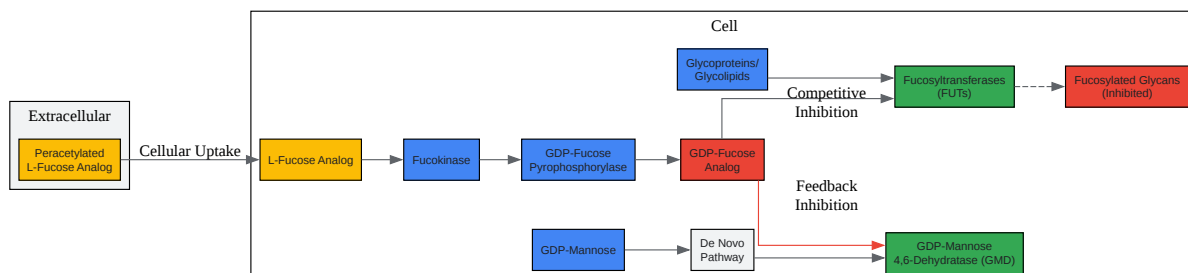 Cell
Glycoproteins/
Glycolipids
Fucosyltransferases
(FUTs)
Fucosylated Glycans
(Inhibited)
Competitive
Inhibition
Extracellular
Peracetylated
L-Fucose Analog
Cellular Uptake
L-Fucose Analog
Fucokinase
GDP-Fucose
Pyrophosphorylase
GDP-Fucose
Analog
Feedback
Inhibition
GDP-Mannose
De Novo
Pathway
GDP-Mannose
4,6-Dehydratase (GMD)